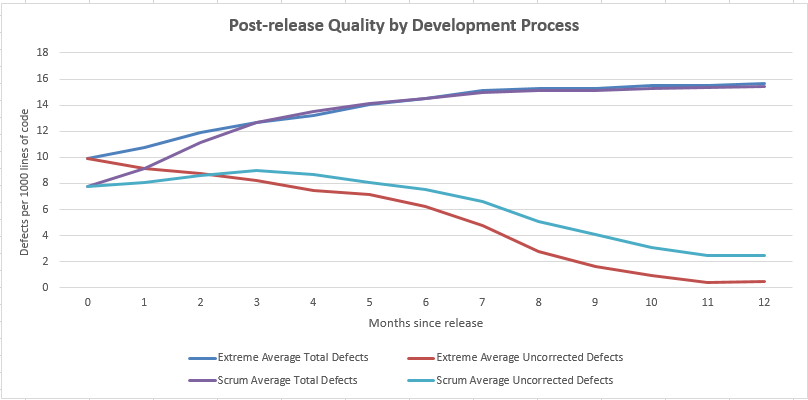 Post-release Quality by Development Process
18
16
14
12
10
8
6
4
2
0
Defects per 1000 lines of code
0 1 2 3 4 5 6 7 8 9 10 11 12
Months since release
Extreme Average Total Defects Extreme Average Uncorrected Defects
Scrum Average Total Defects Scrum Average Uncorrected Defects